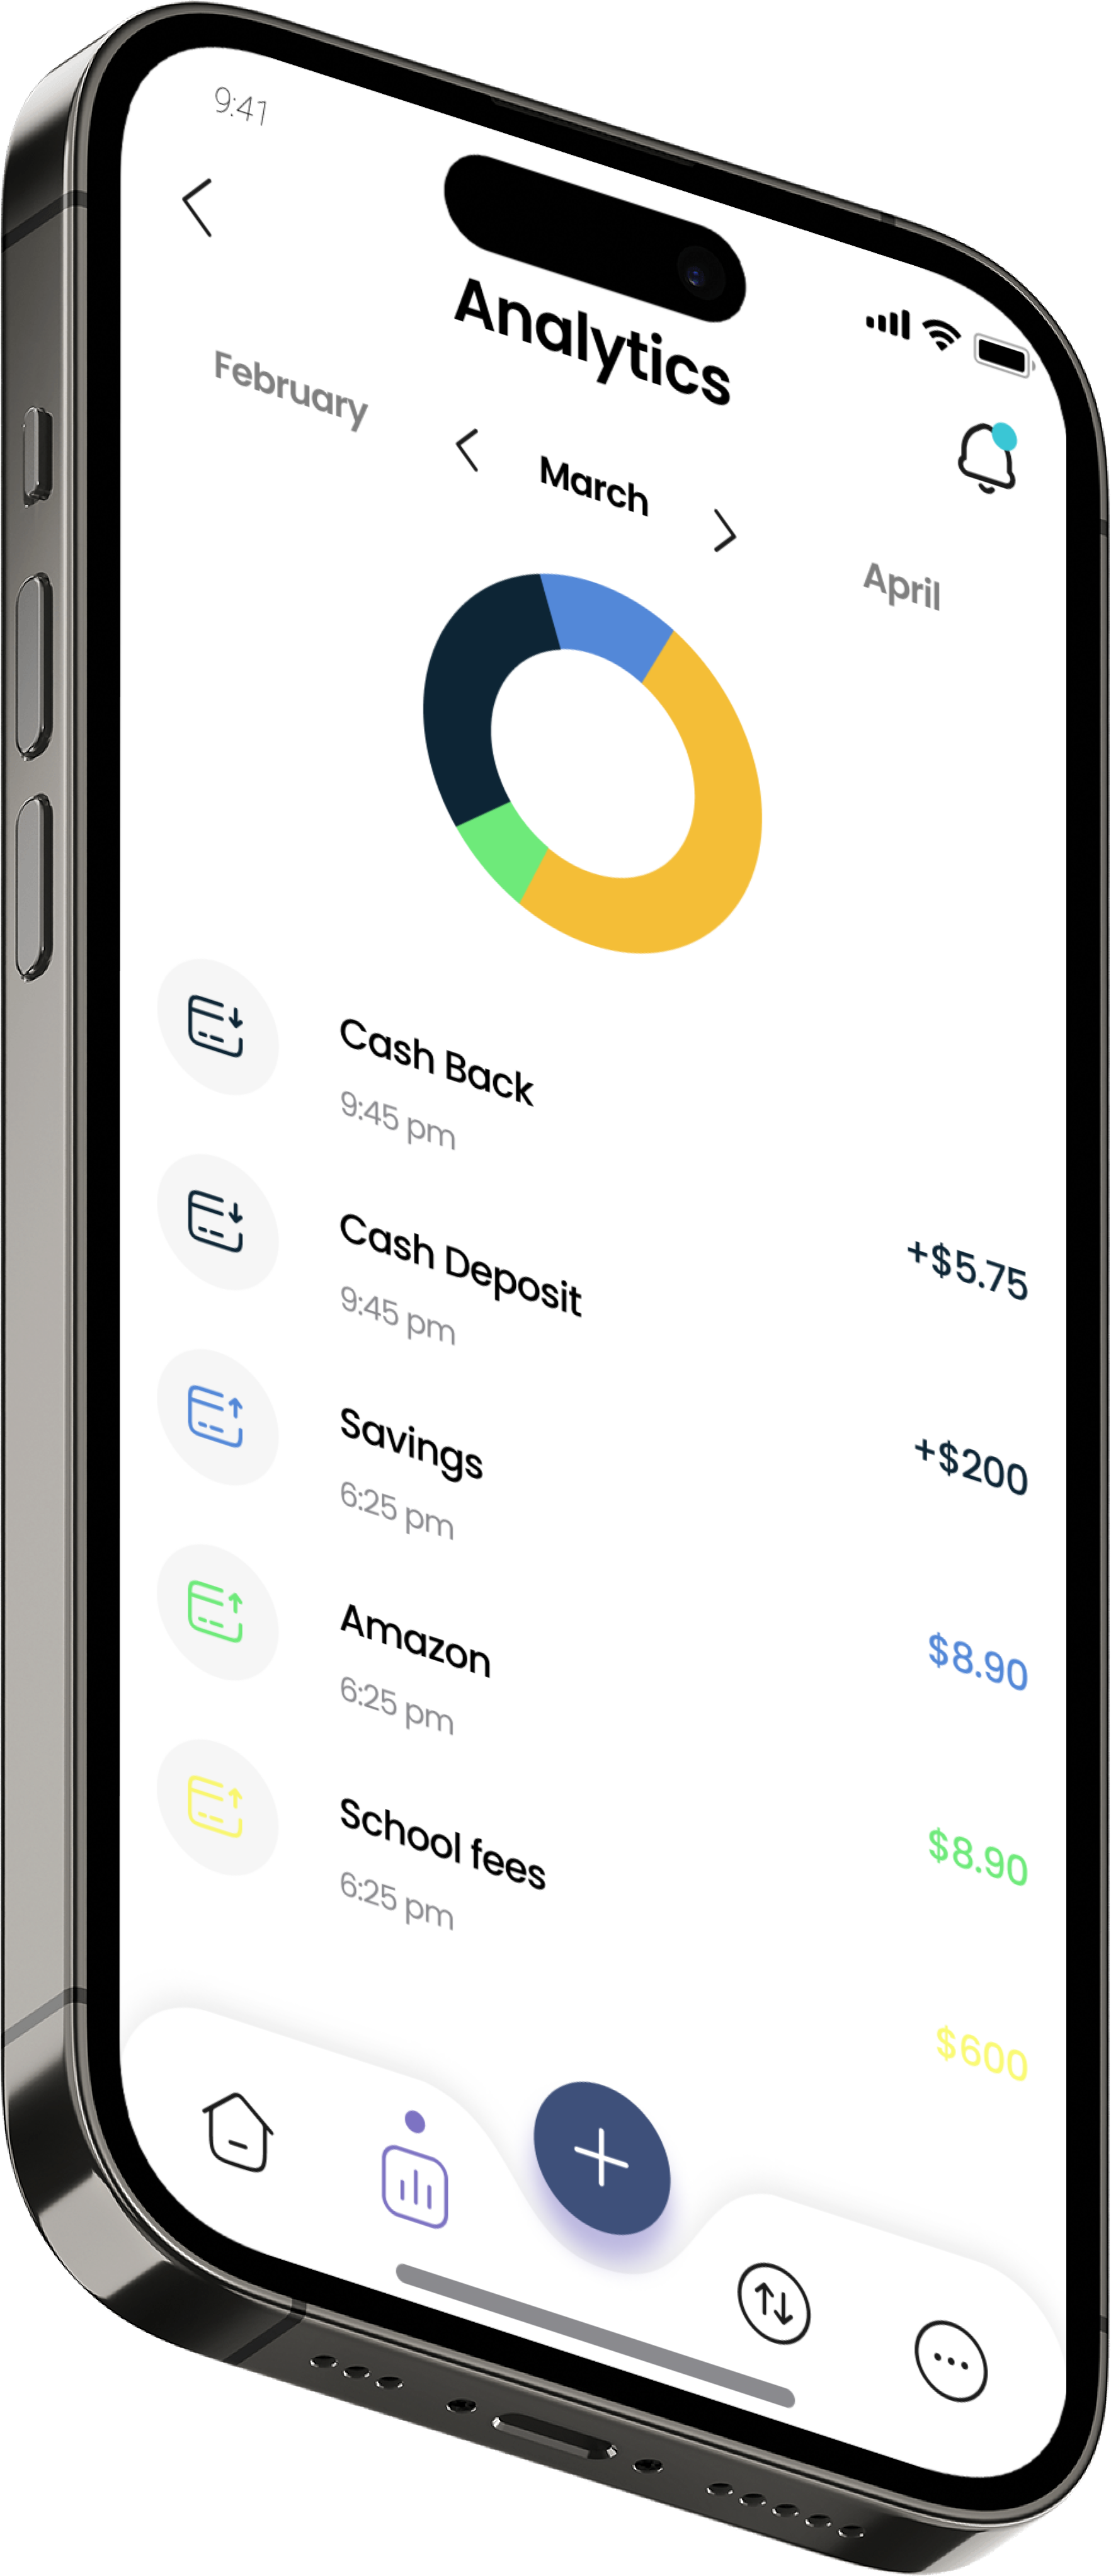 9:41
Analytics
February
March
April
Cash Back
9:45 pm
+$5.75
Cash Deposit
9:45 pm
+$200
Savings
6:25 pm
$8.90
Amazon
6:25 pm
$8.90
School fees
6:25 pm
$600